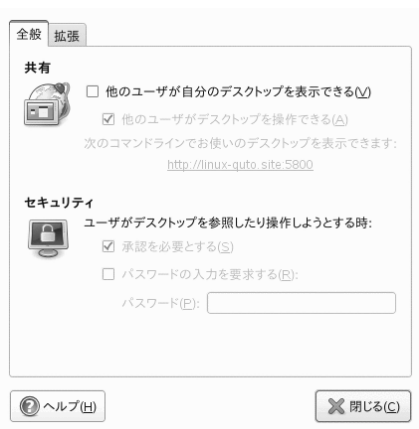 全般 拡張
共有
他のユーザが自分のデスクトップを表示できる(V)
他のユーザがデスクトップを操作できる(A)
次のコマンドラインでお使いのデスクトップを表示できます:
http://linux-quto.site:5800
セキュリティ
ユーザがデスクトップを参照したり操作しようとする時:
承認を必要とする(S)
パスワードの入力を要求する(R):
パスワード(P):
ヘルプ(H) 閉じる(C)